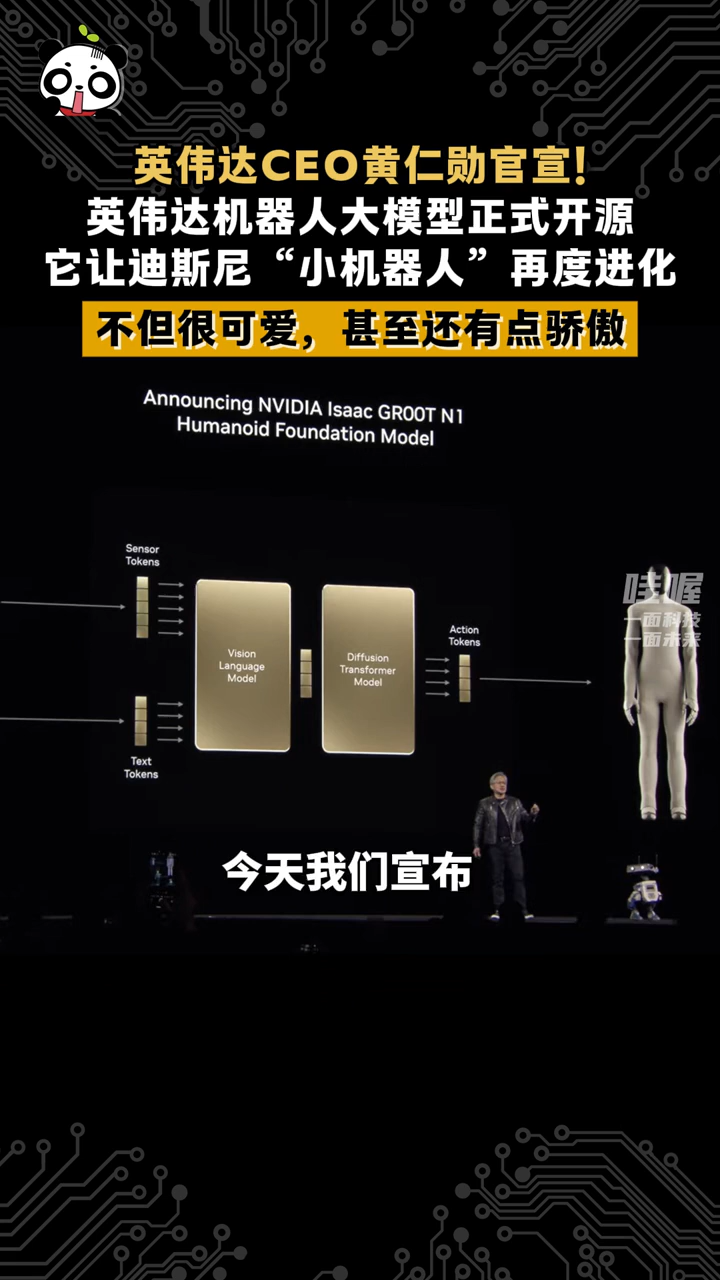 英伟达CEO黄仁勋官宣!
英伟达机器人大模型正式开源
它让迪斯尼“小机器人”再度进化
不但很可爱，甚至还有点骄傲
Announcing NVIDIA Isaac GR00T N1
Humanoid Foundation Model
Sensor
Tokens
Vision
Language
Model
Diffusion
Transformer
Model
Action
Tokens
Text
Tokens
哇喔
一面科技
一面未来
今天我们宣布